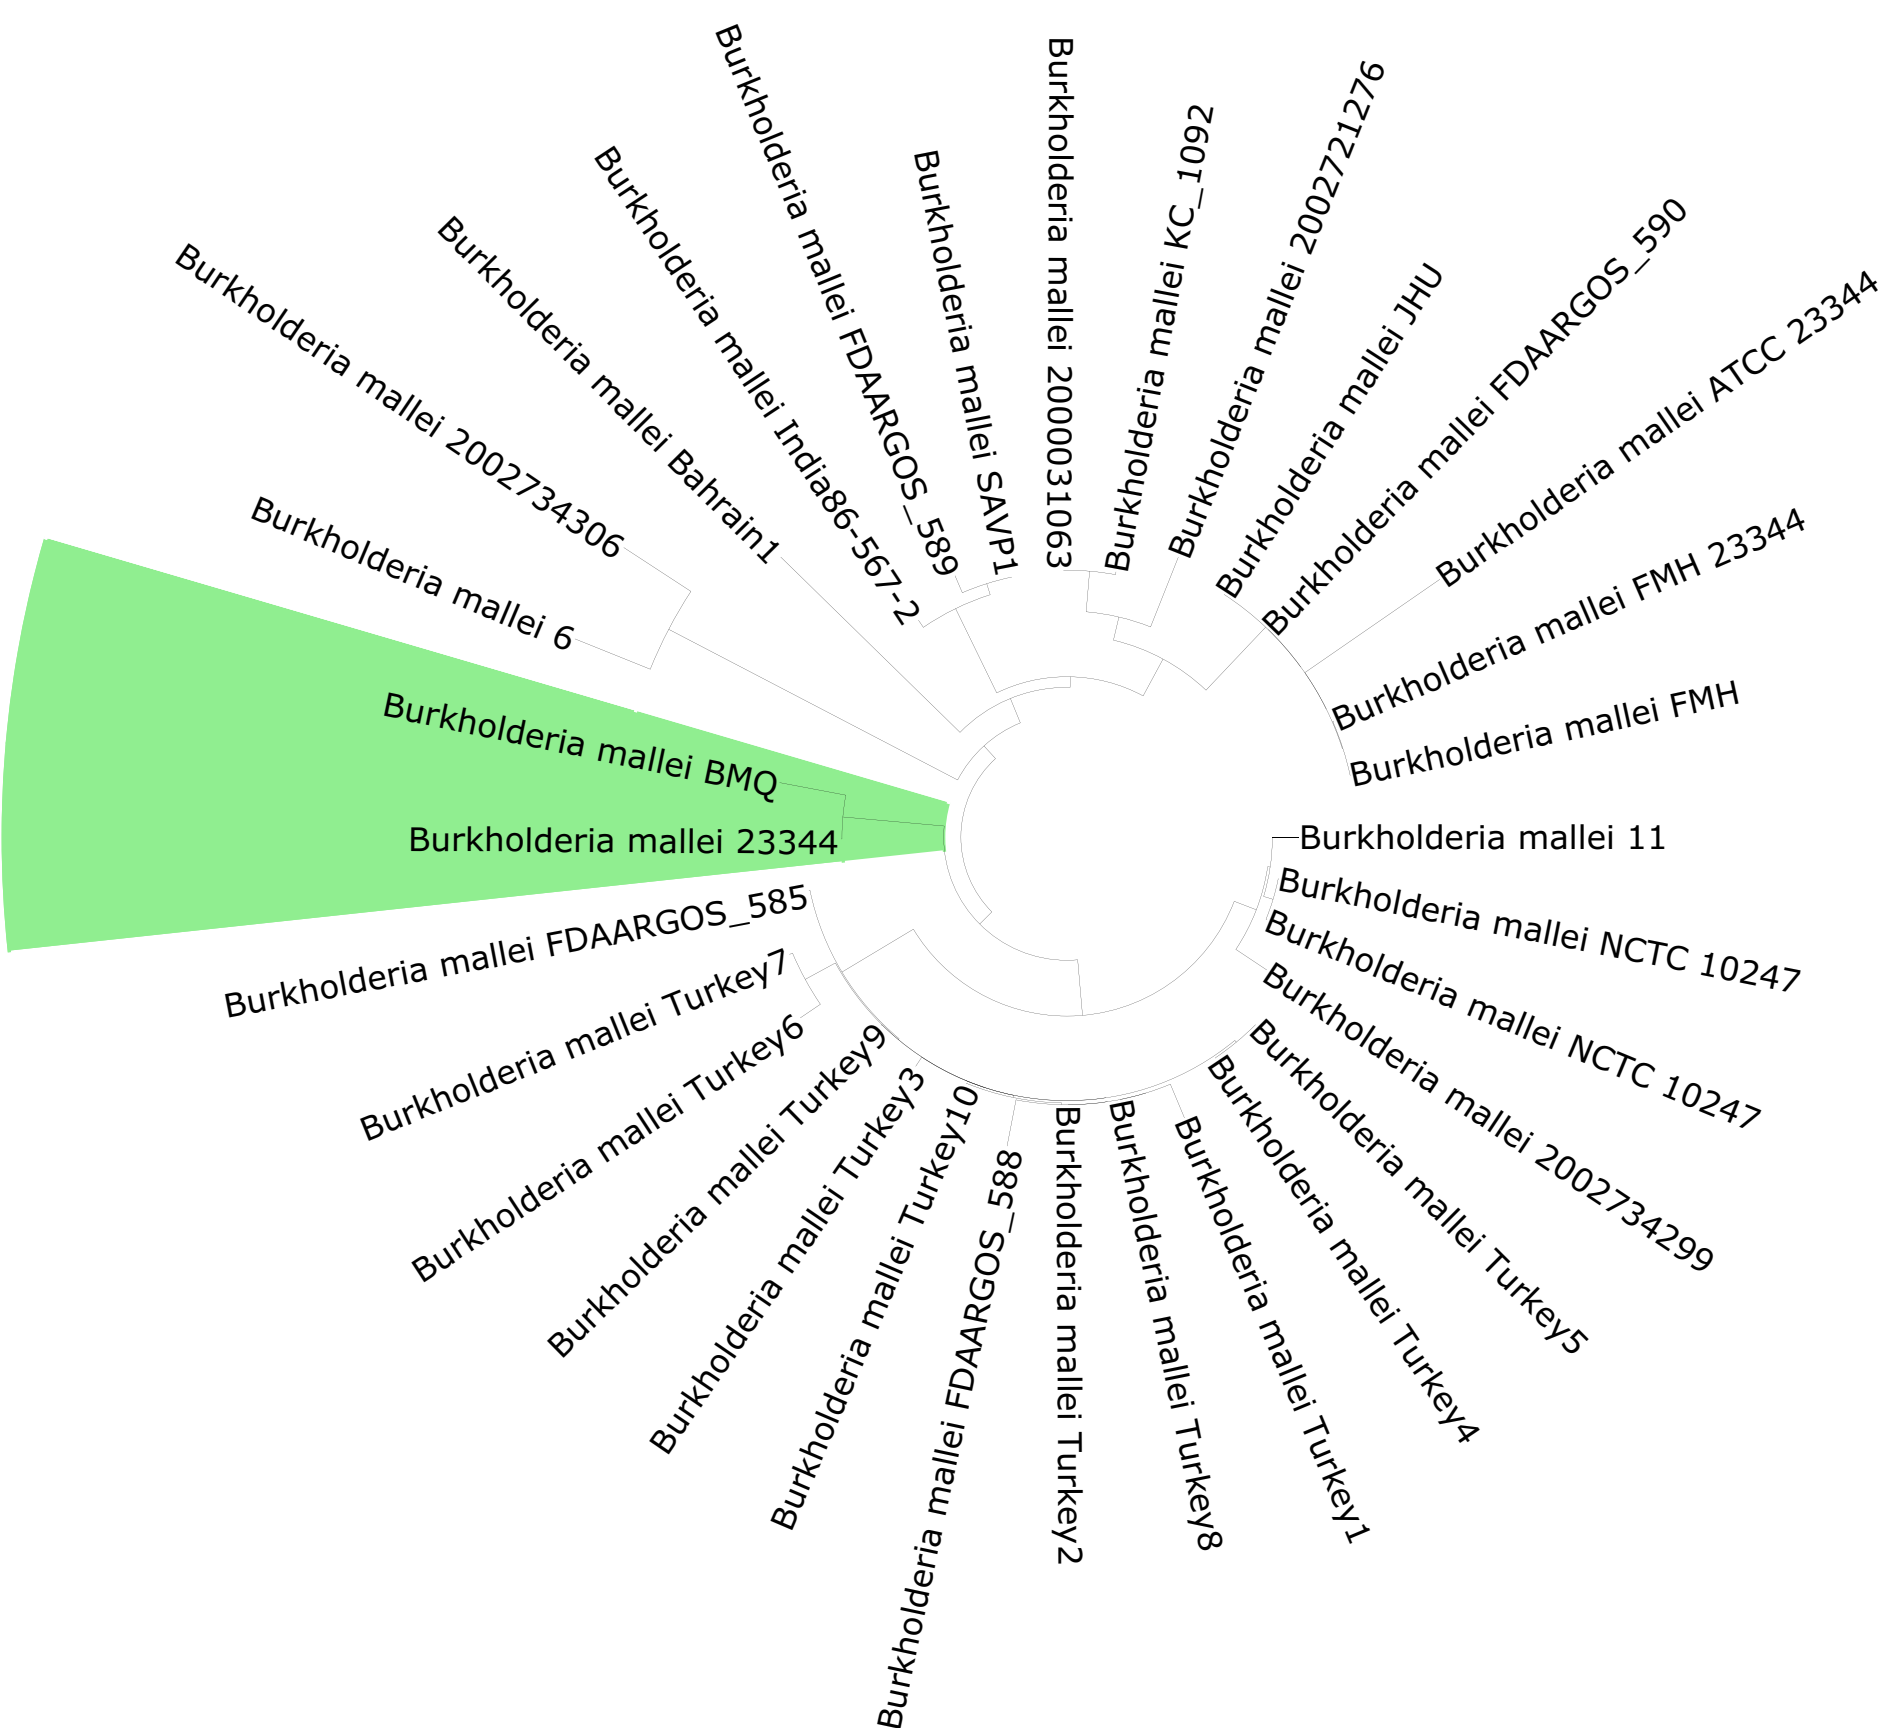 Burkholderia mallei 2000031063
Burkholderia mallei KC_1092
Burkholderia mallei 2002721276
Burkholderia mallei JHU
Burkholderia mallei FDAARGOS_590
Burkholderia mallei ATCC 23344
Burkholderia mallei FMH 23344
Burkholderia mallei FMH
Burkholderia mallei 11
Burkholderia mallei NCTC 10247
Burkholderia mallei NCTC 10247
Burkholderia mallei 2002734299
Burkholderia mallei Turkey5
Burkholderia mallei Turkey4
Burkholderia mallei Turkey1
Burkholderia mallei Turkey8
Burkholderia mallei Turkey2
Burkholderia mallei FDAARGOS_588
Burkholderia mallei Turkey10
Burkholderia mallei Turkey3
Burkholderia mallei Turkey9
Burkholderia mallei Turkey6
Burkholderia mallei Turkey7
Burkholderia mallei FDAARGOS_585
Burkholderia mallei 23344
Burkholderia mallei BMQ
Burkholderia mallei 6
Burkholderia mallei 2002734306
Burkholderia mallei Bahrain1
Burkholderia mallei India86-567-2
Burkholderia mallei FDAARGOS_589
Burkholderia mallei SAVP1